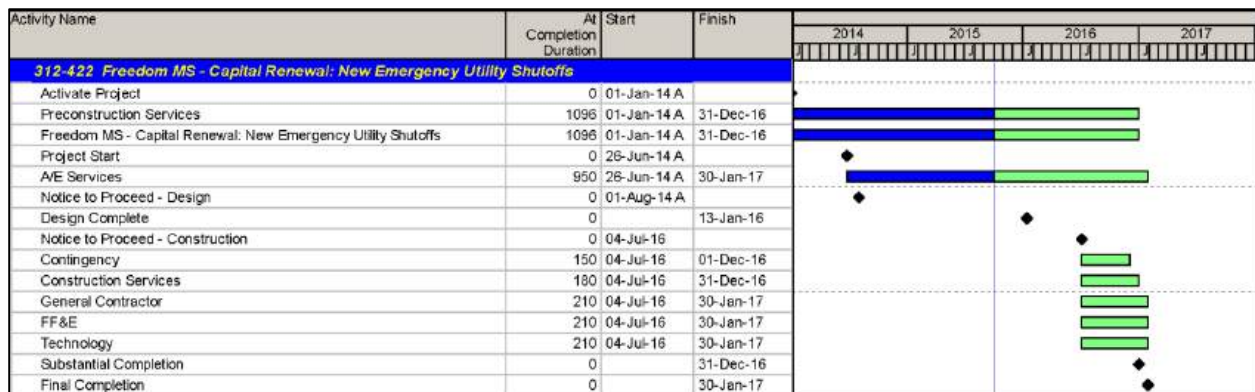 Activity Name At Completion Duration Start Finish 2014 2015 2016 2017
J J J J J J J J
312-422 Freedom MS - Capital Renewal: New Emergency Utility Shutoffs
Activate Project 0 01-Jan-14 A
Preconstruction Services 1096 01-Jan-14 A 31-Dec-16
Freedom MS - Capital Renewal: New Emergency Utility Shutoffs 1096 01-Jan-14 A 31-Dec-16
Project Start 0 26-Jun-14 A
A/E Services 950 26-Jun-14 A 30-Jan-17
Notice to Proceed - Design 0 01-Aug-14 A
Design Complete 0 13-Jan-16
Notice to Proceed - Construction 0 04-Jul-16
Contingency 150 04-Jul-16 01-Dec-16
Construction Services 180 04-Jul-16 31-Dec-16
General Contractor 210 04-Jul-16 30-Jan-17
FF&E 210 04-Jul-16 30-Jan-17
Technology 210 04-Jul-16 30-Jan-17
Substantial Completion 0 31-Dec-16
Final Completion 0 30-Jan-17